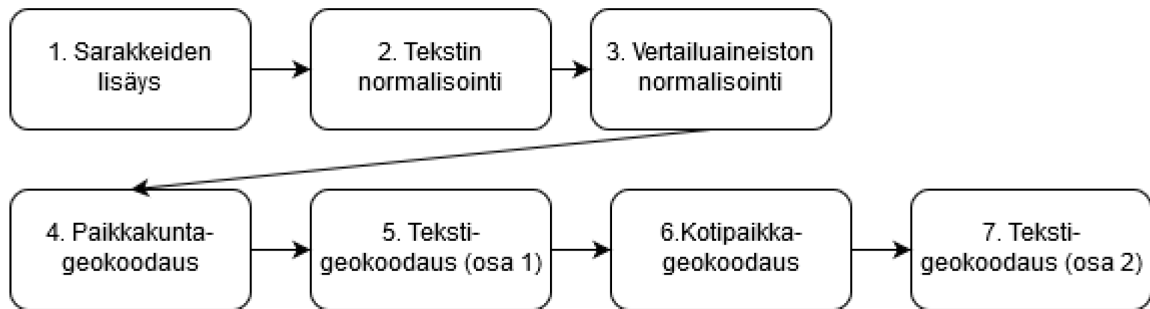 1. Sarakkeiden
lisäys
2. Tekstin
normalisointi
3. Vertailuaineiston
normalisointi
4. Paikkakunta-
geokoodaus
5. Teksti-
geokoodaus (osa 1)
6.Kotipaikka-
geokoodaus
7. Teksti-
geokoodaus (osa 2)